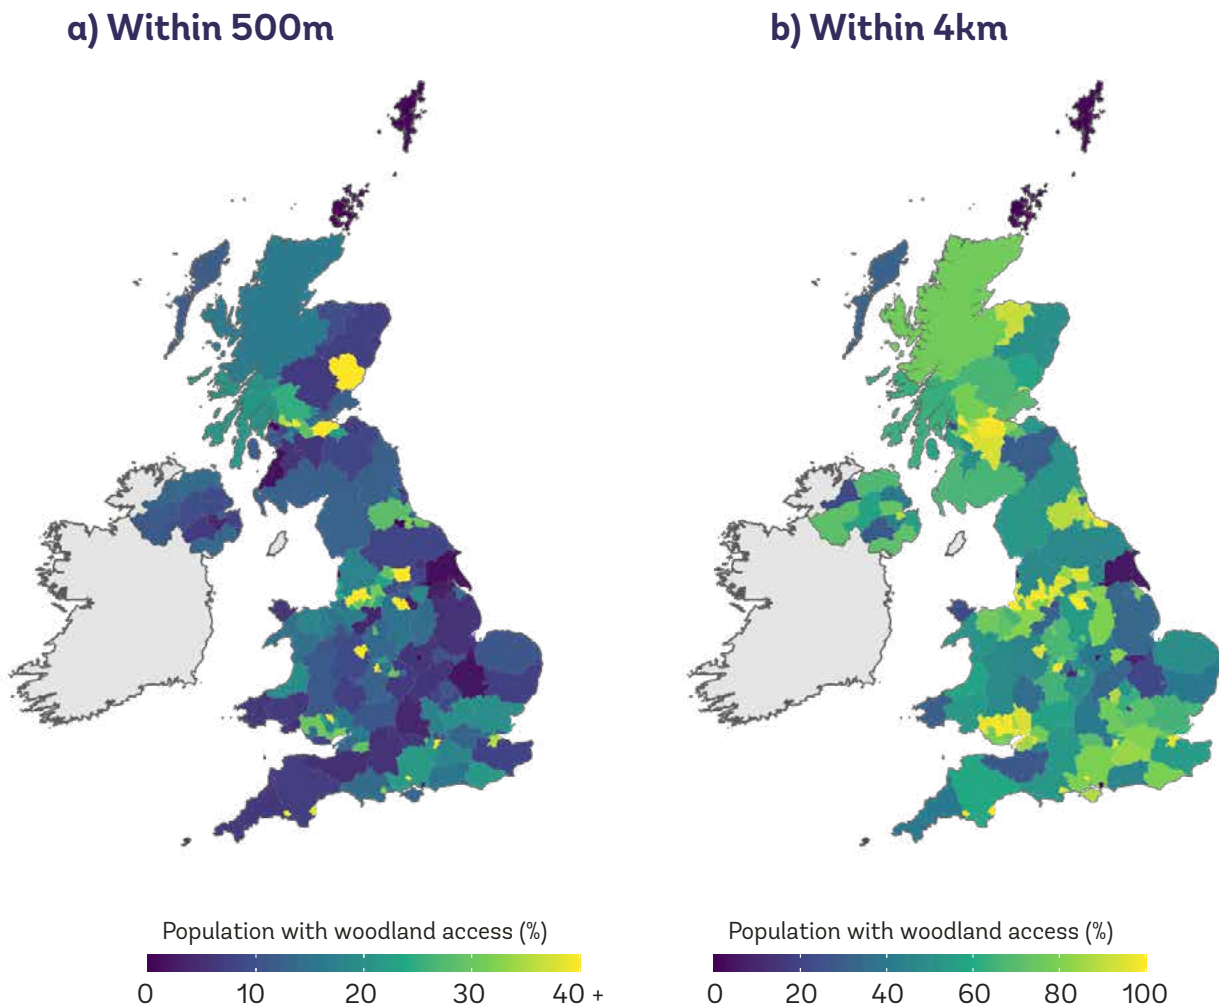 a) Within 500m
b) Within 4km
Population with woodland access (%)
0 10 20 30 40 +
Population with woodland access (%)
0 20 40 60 80 100